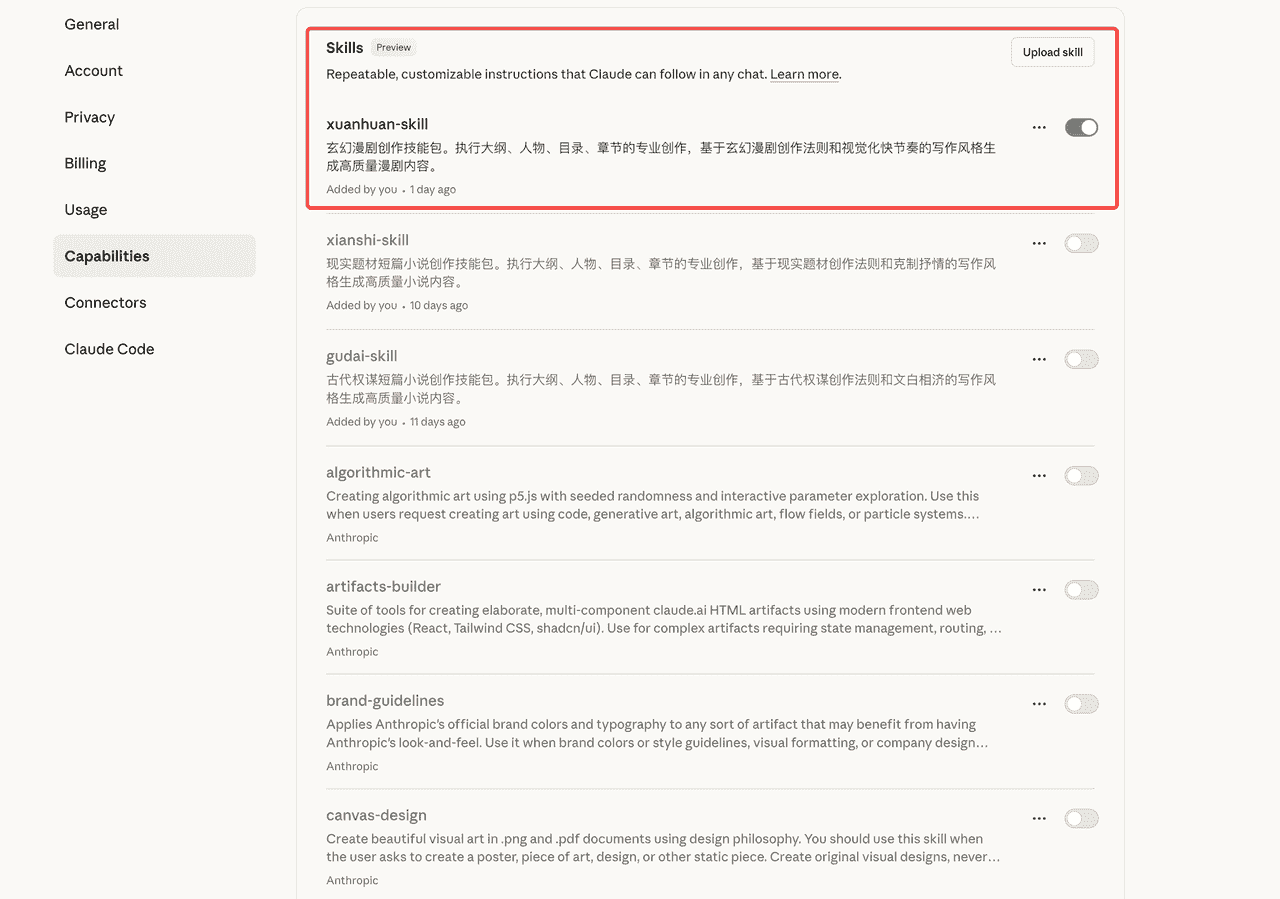 General
Account
Privacy
Billing
Usage
Capabilities
Connectors
Claude Code
Skills Preview
Upload skill
Repeatable, customizable instructions that Claude can follow in any chat. Learn more.
xuanhuan-skill
玄幻漫剧创作技能包。执行大纲、人物、目录、章节的专业创作，基于玄幻漫剧创作法则和视觉化快节奏的写作风格生
成高质量漫剧内容。
Added by you • 1 day ago
xianshi-skill
现实题材短篇小说创作技能包。执行大纲、人物、目录、章节的专业创作，基于现实题材创作法则和克制抒情的写作风
格生成高质量小说内容。
Added by you • 10 days ago
gudai-skill
古代权谋短篇小说创作技能包。执行大纲、人物、目录、章节的专业创作，基于古代权谋创作法则和文白相济的写作风
格生成高质量小说内容。
Added by you • 11 days ago
algorithmic-art
Creating algorithmic art using p5.js with seeded randomness and interactive parameter exploration. Use this
when users request creating art using code, generative art, algorithmic art, flow fields, or particle systems.…
Anthropic
artifacts-builder
Suite of tools for creating elaborate, multi-component claude.ai HTML artifacts using modern frontend web
technologies (React, Tailwind CSS, shadcn/ui). Use for complex artifacts requiring state management, routing, …
Anthropic
brand-guidelines
Applies Anthropic's official brand colors and typography to any sort of artifact that may benefit from having
Anthropic's look-and-feel. Use it when brand colors or style guidelines, visual formatting, or company design…
Anthropic
canvas-design
Create beautiful visual art in .png and .pdf documents using design philosophy. You should use this skill when
the user asks to create a poster, piece of art, design, or other static piece. Create original visual designs, never…
Anthropic